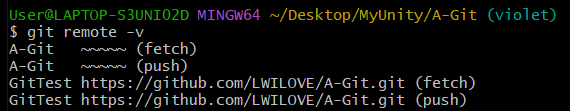 User@LAPTOP-S3UNIO2D MINGW64 ~/Desktop/MyUnity/A-Git (violet)
$ git remote -v
A-Git   ~~~~~ (fetch)
A-Git   ~~~~~ (push)
GitTest https://github.com/LWILOVE/A-Git.git (fetch)
GitTest https://github.com/LWILOVE/A-Git.git (push)